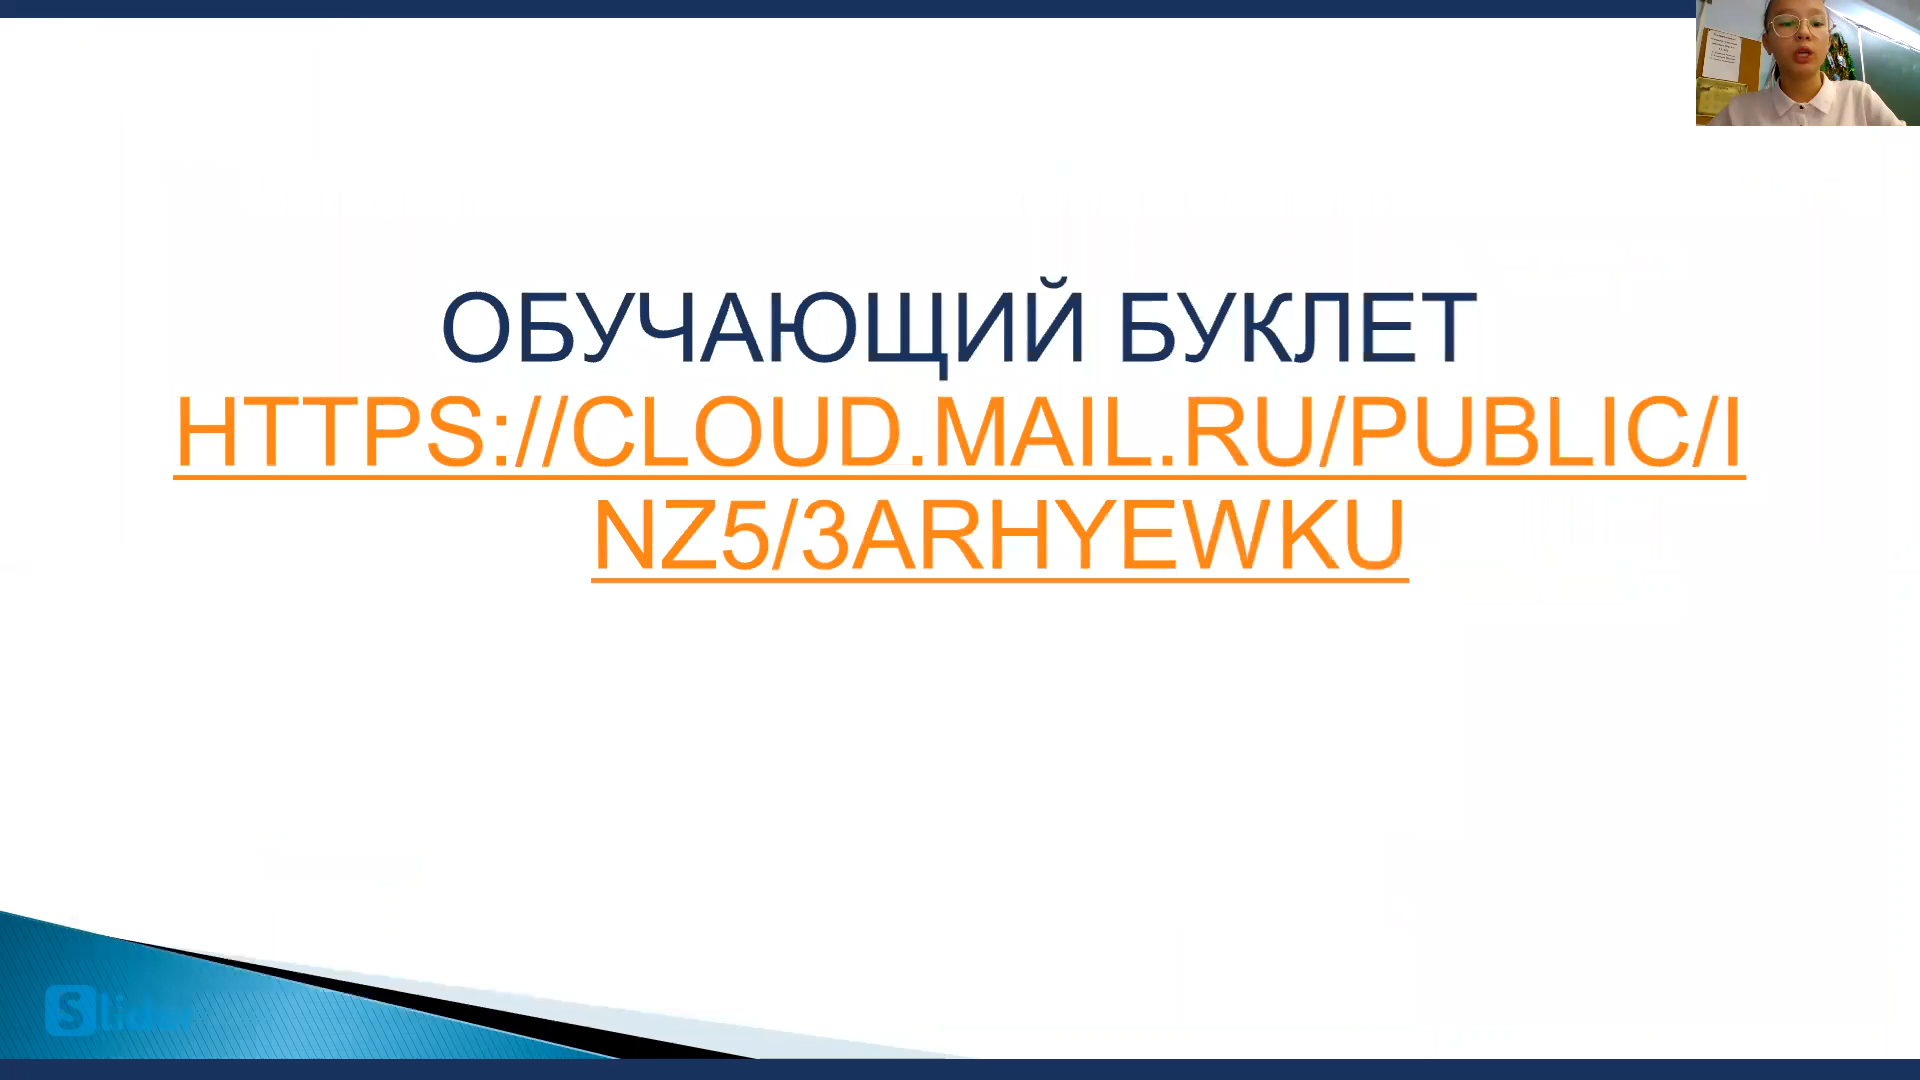 ОБУЧАЮЩИЙ БУКЛЕТ
HTTPS://CLOUD.MAIL.RU/PUBLIC/I
NZ5/3ARHYEWKU